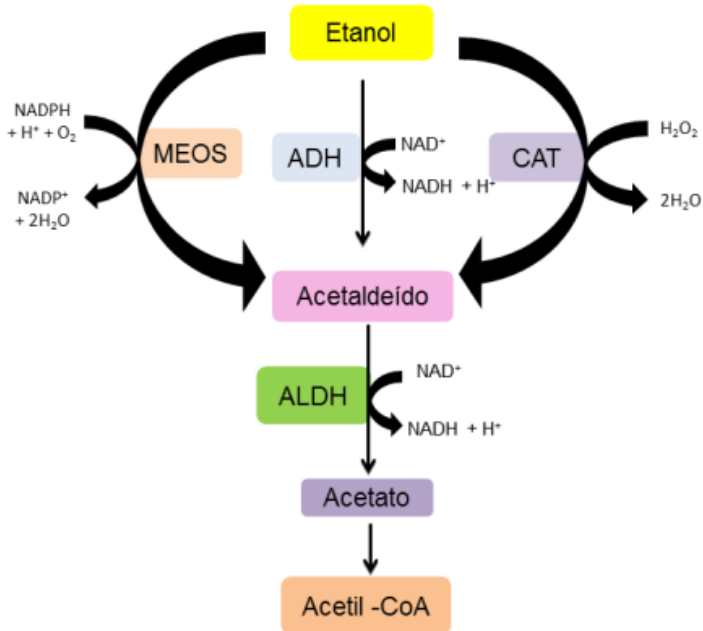 Etanol
NADPH
+ H⁺ + O₂
MEOS
NADP⁺
+ 2H₂O
ADH
NAD⁺
NADH + H⁺
CAT
H₂O₂
2H₂O
Acetaldeído
ALDH
NAD⁺
NADH + H⁺
Acetato
Acetil -CoA